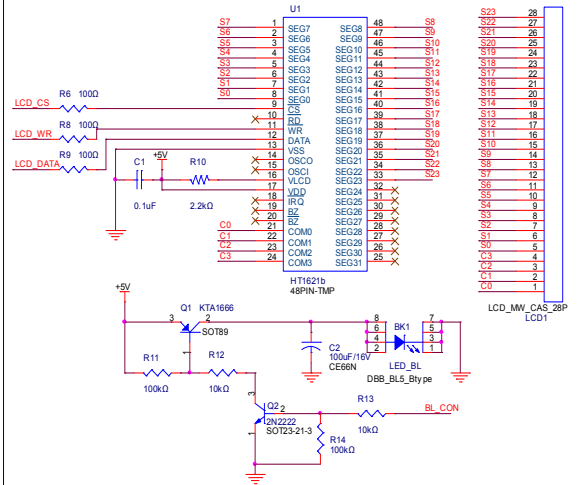 U1
S7 1 SEG7 SEG8 48 S8
S6 2 SEG6 SEG9 47 S9
S5 3 SEG5 SEG10 46 S10
S4 4 SEG4 SEG11 45 S11
S3 5 SEG3 SEG12 44 S12
S2 6 SEG2 SEG13 43 S13
S1 7 SEG1 SEG14 42 S14
S0 8 SEG0 SEG15 41 S15
9 CS SEG16 40 S16
10 RD SEG17 39 S17
11 WR SEG18 38 S18
12 DATA SEG19 37 S19
13 VSS SEG20 36 S20
14 OSCO SEG21 35 S21
15 OSCI SEG22 34 S22
16 VLCD SEG23 33 S23
17 VDD SEG24 32
18 IRQ SEG25 31
19 BZ SEG26 30
20 BZ SEG27 29
C0 21 COM0 SEG28 28
C1 22 COM1 SEG29 27
C2 23 COM2 SEG30 26
C3 24 COM3 SEG31 25
HT1621b
48PIN-TMP
R6 100Ω
LCD_CS
R8 100Ω
LCD_WR
R9 100Ω
LCD_DATA
C1
+5V
R10
0.1uF
2.2kΩ
S23 28
S22 27
S21 26
S20 25
S19 24
S18 23
S17 22
S16 21
S15 20
S14 19
S13 18
S12 17
S11 16
S10 15
S9 14
S8 13
S7 12
S6 11
S5 10
S4 9
S3 8
S2 7
S1 6
S0 5
C3 4
C2 3
C1 2
C0 1
LCD_MW_CAS_28P
LCD1
+5V
Q1 KTA1666
3 2
SOT89
1
R11
100kΩ
R12
10kΩ
C2
100uF/16V
CE66N
8 BK1 7
6 5
4 3
2 1
LED_BL
DBB_BL5_Btype
3
Q2
2
2N2222
SOT23-21-3
1
R13
10kΩ
BL_CON
R14
100kΩ